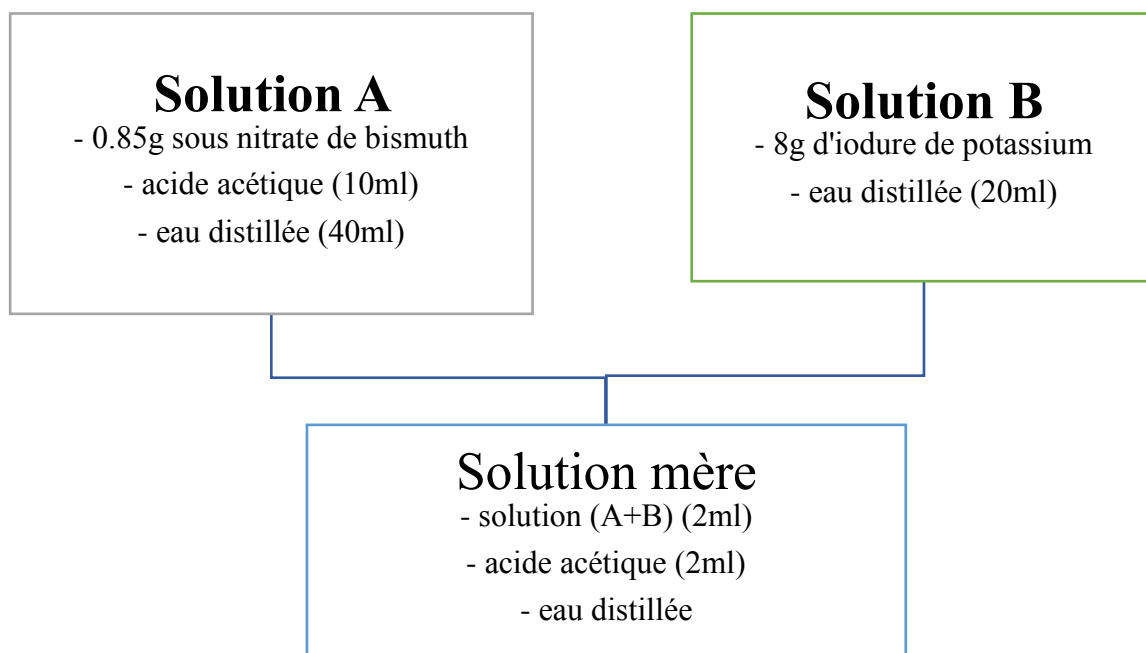 Solution A
- 0.85g sous nitrate de bismuth
- acide acétique (10ml)
- eau distillée (40ml)
Solution B
- 8g d'iodure de potassium
- eau distillée (20ml)
Solution mère
- solution (A+B) (2ml)
- acide acétique (2ml)
- eau distillée